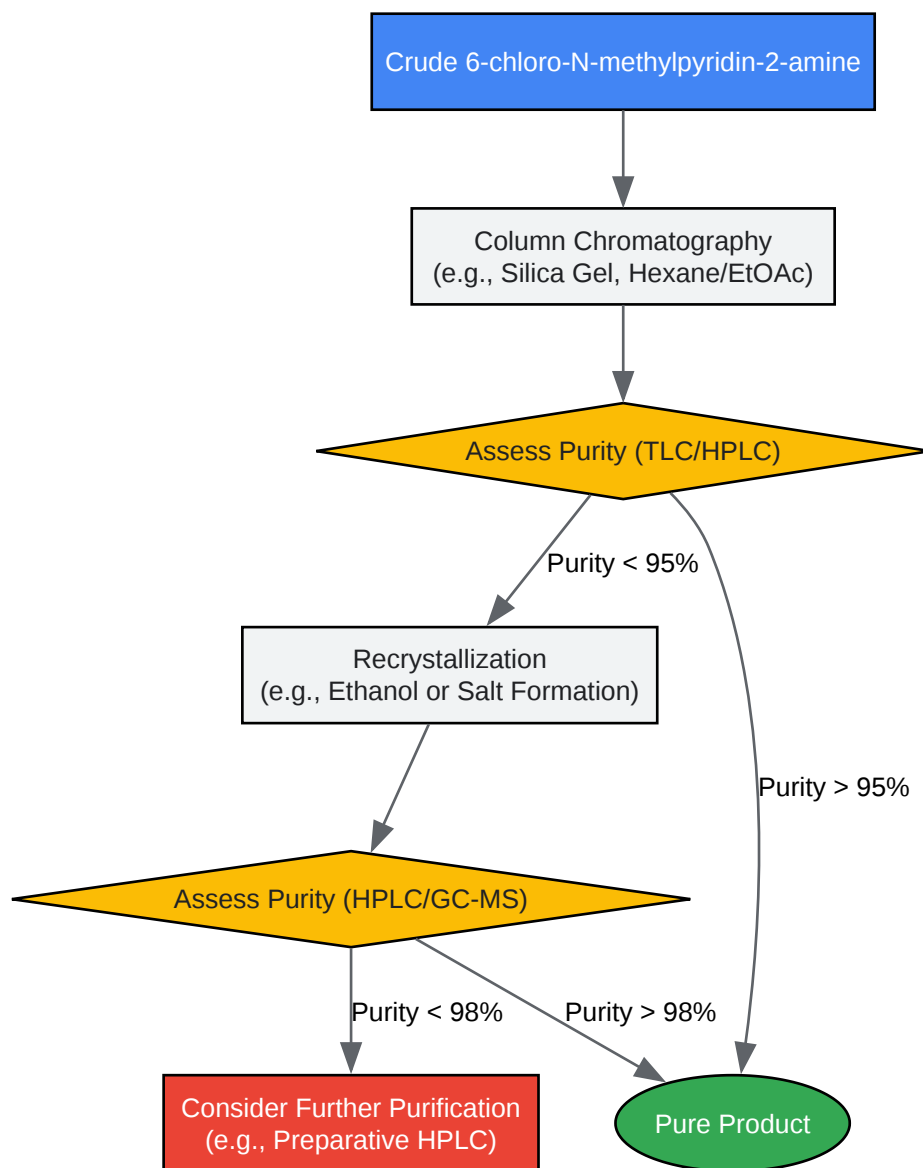 Crude 6-chloro-N-methylpyridin-2-amine
Column Chromatography
(e.g., Silica Gel, Hexane/EtOAc)
Assess Purity (TLC/HPLC)
Purity < 95%
Recrystallization
(e.g., Ethanol or Salt Formation)
Purity > 95%
Assess Purity (HPLC/GC-MS)
Purity < 98%
Purity > 98%
Consider Further Purification
(e.g., Preparative HPLC)
Pure Product